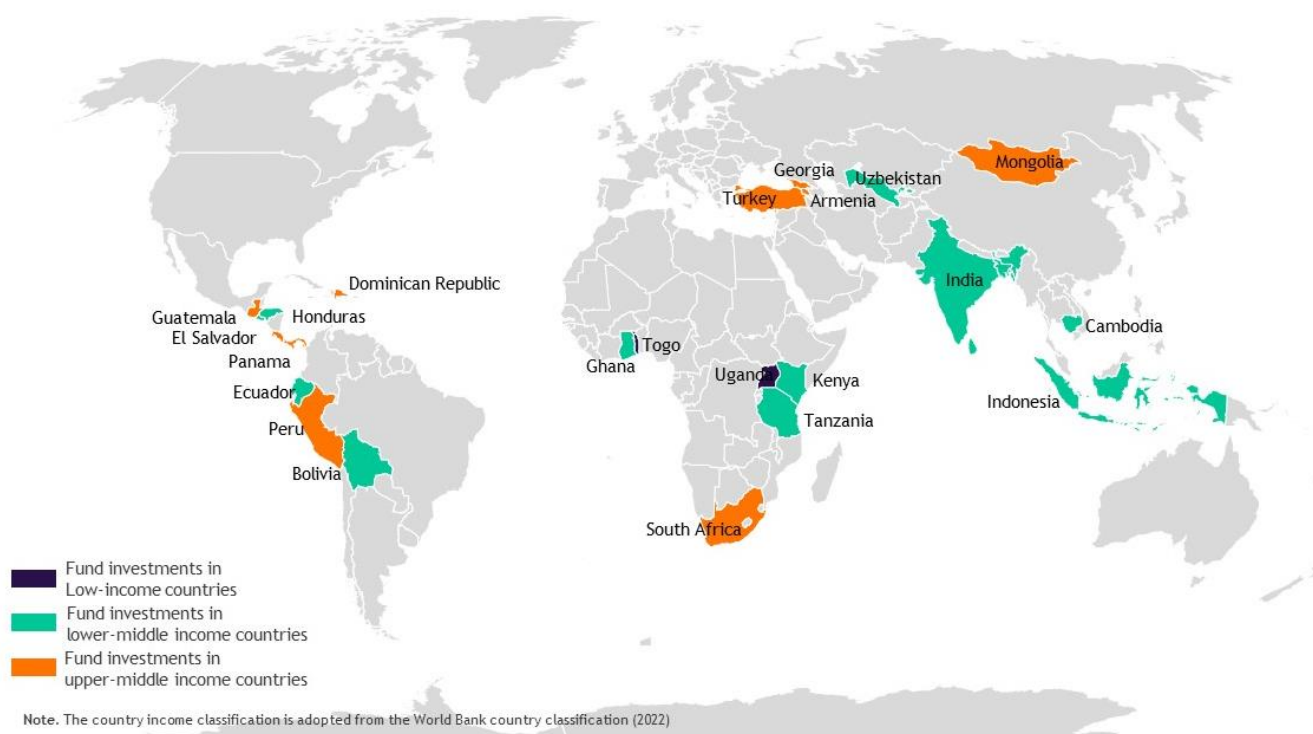 Mongolia
Georgia
Uzbekistan
Turkey
Armenia
Dominican Republic
India
Guatemala
Honduras
El Salvador
Cambodia
Panama
Ghana
Togo
Uganda
Kenya
Ecuador
Indonesia
Tanzania
Peru
Bolivia
South Africa
Fund investments in
Low-income countries
Fund investments in
lower-middle income countries
Fund investments in
upper-middle income countries
Note. The country income classification is adopted from the World Bank country classification (2022)